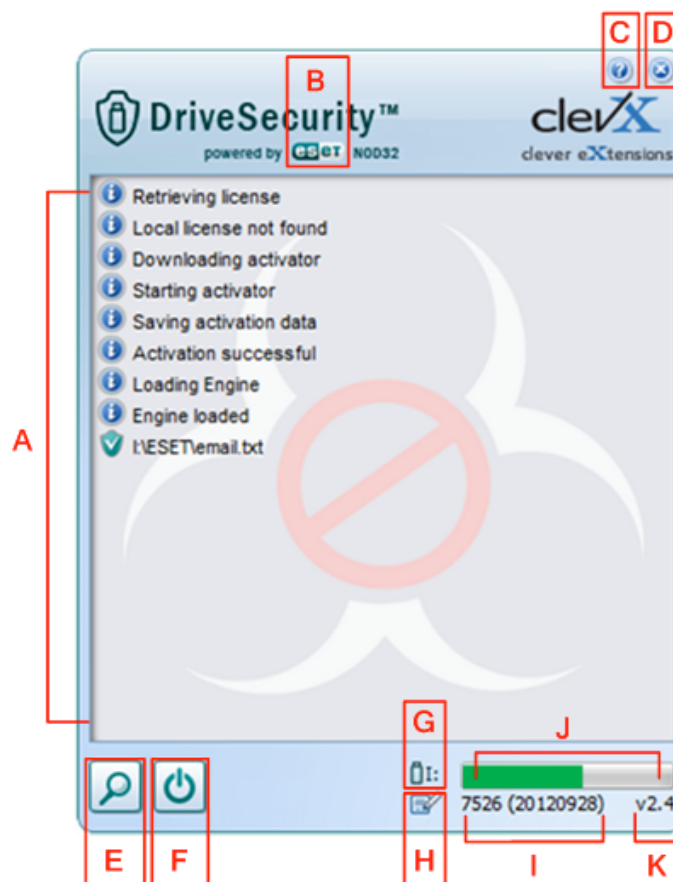 C D
B
DriveSecurity™
powered by eset NOD32
clevX
clever eXtensions
Retrieving license
Local license not found
Downloading activator
Starting activator
Saving activation data
Activation successful
Loading Engine
Engine loaded
I:\ESET\email.txt
A
G
J
I:
7526 (20120928) v2.4
E F H I K